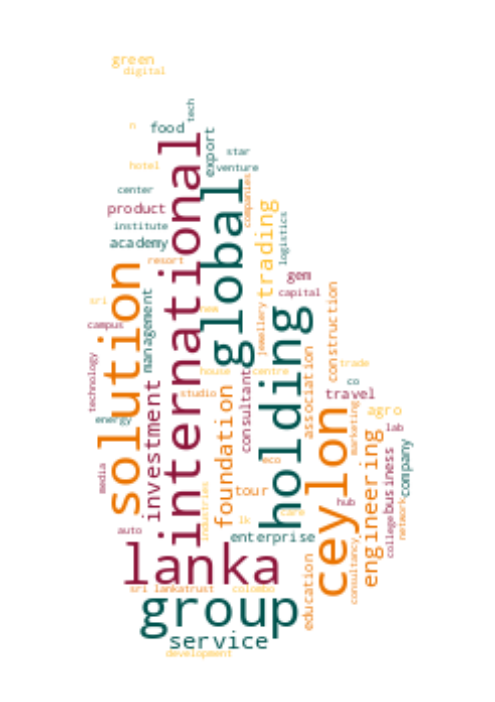 green
digital
tech
n
food
export
star
hotel
venture
center
companies
product
trading
institute
logistics
academy
international
global
resort
gem
capital
solution
sri
management
new
holding
jewellery
construction
campus
technology
house
centre
trade
co
investment
studio
foundation
consultant
association
travel
agro
energy
ceylon
marketing
lab
engineering
business
company
eco
media
tour
hub
college
network
industries
lk
care
auto
enterprise
consultancy
lanka
education
sri lanka
trust
colombo
group
service
development